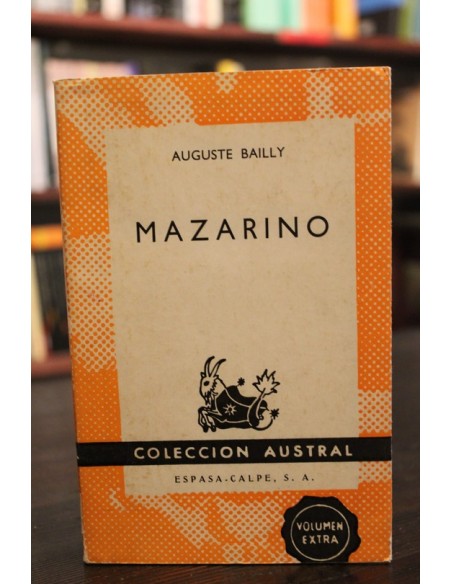 AUGUSTE BAILLY
MAZARINO
COLECCION AUSTRAL
ESPASA-CALPE, S. A.
VOLUMEN
EXTRA